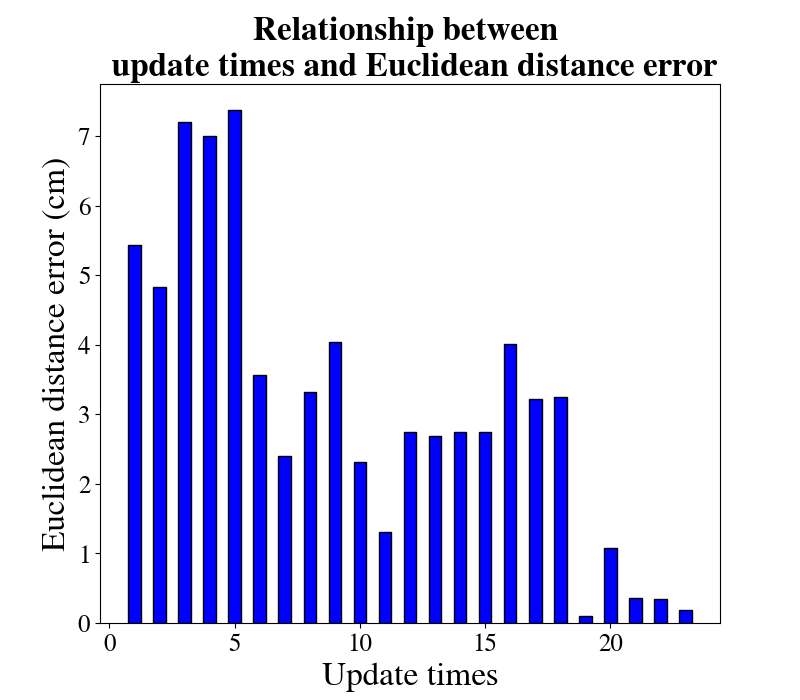 Relationship between
update times and Euclidean distance error
Euclidean distance error (cm)
7
6
5
4
3
2
1
0
0 5 10 15 20
Update times